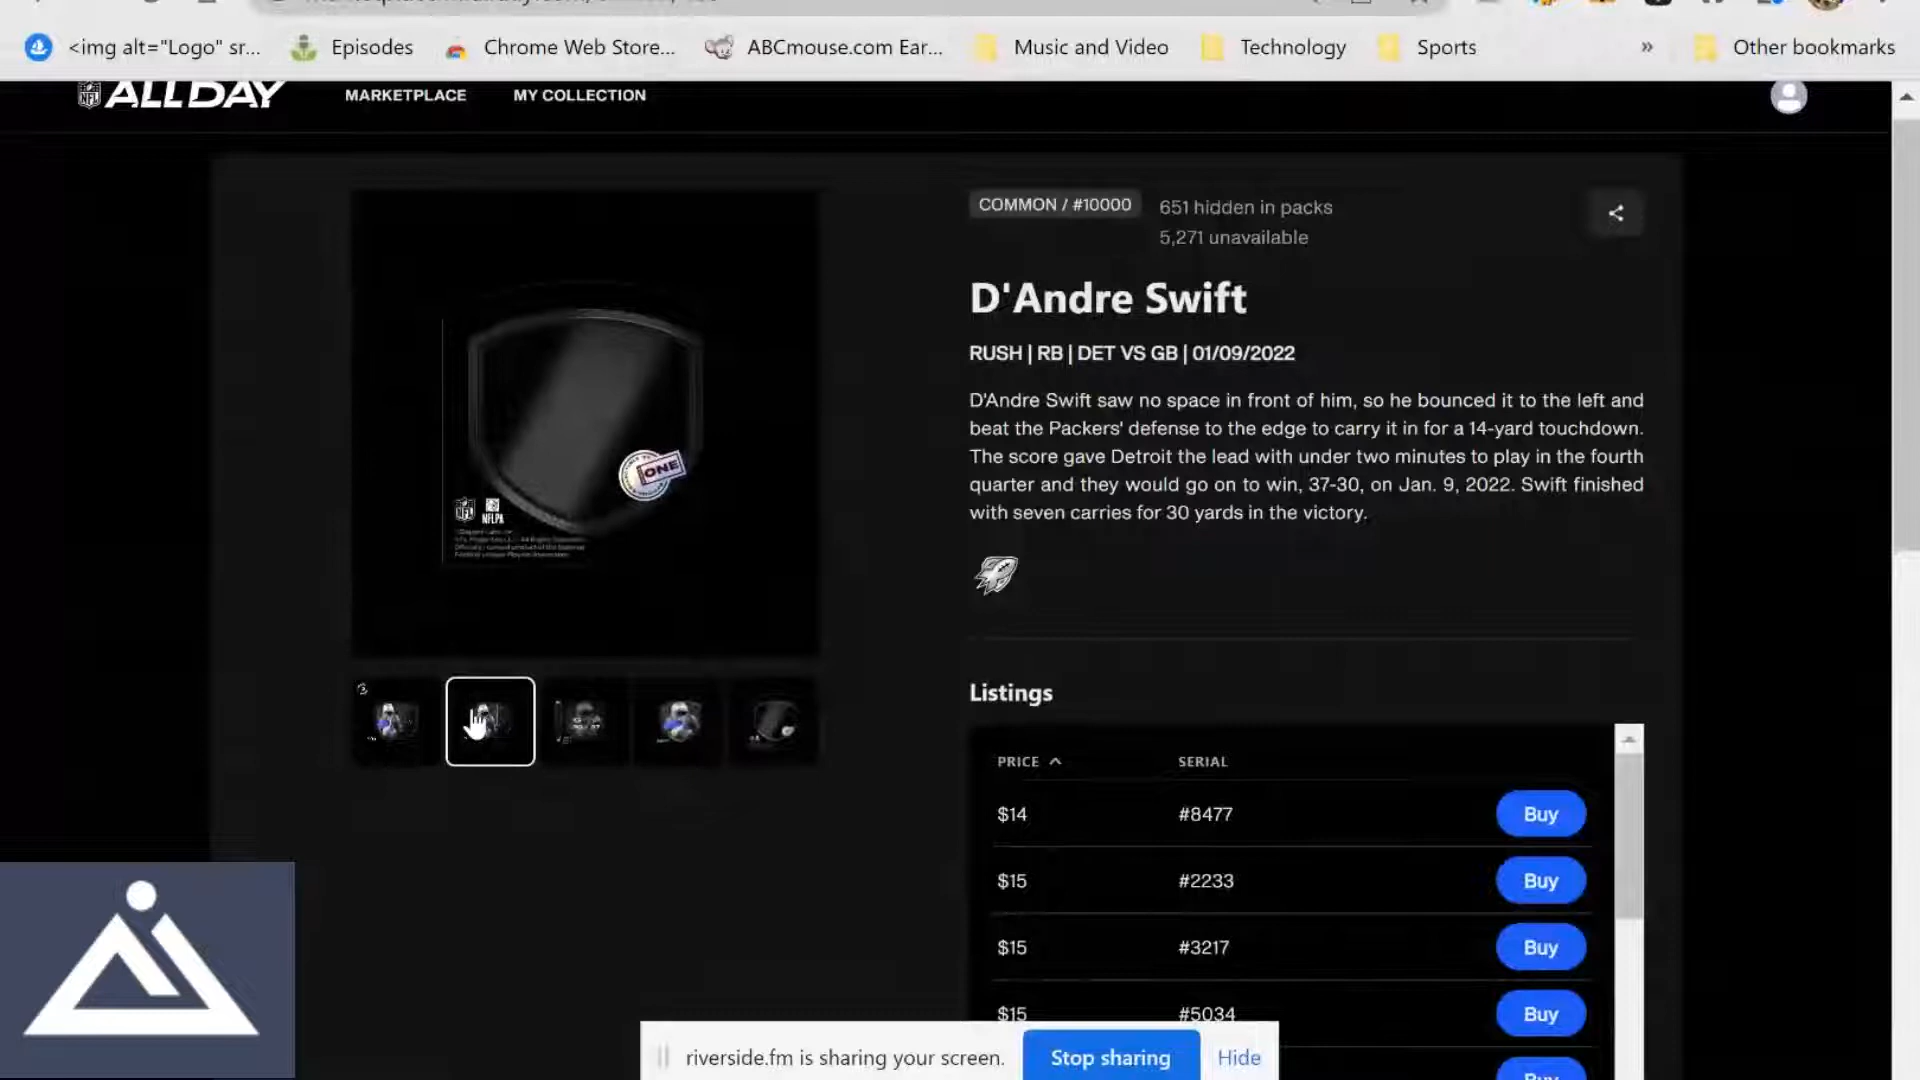 <img alt="Logo" sr...
Episodes
Chrome Web Store...
ABCmouse.com Ear...
Music and Video
Technology
Sports
»
Other bookmarks
NFL ALL DAY
MARKETPLACE
MY COLLECTION
COMMON / #10000
651 hidden in packs
5,271 unavailable
D'Andre Swift
RUSH | RB | DET VS GB | 01/09/2022
D'Andre Swift saw no space in front of him, so he bounced it to the left and
beat the Packers' defense to the edge to carry it in for a 14-yard touchdown.
The score gave Detroit the lead with under two minutes to play in the fourth
quarter and they would go on to win, 37-30, on Jan. 9, 2022. Swift finished
with seven carries for 30 yards in the victory.
ONE
NFL
NFLPA
Listings
PRICE
SERIAL
$14
#8477
Buy
$15
#2233
Buy
$15
#3217
Buy
$15
#5034
Buy
Buy
riverside.fm is sharing your screen.
Stop sharing
Hide